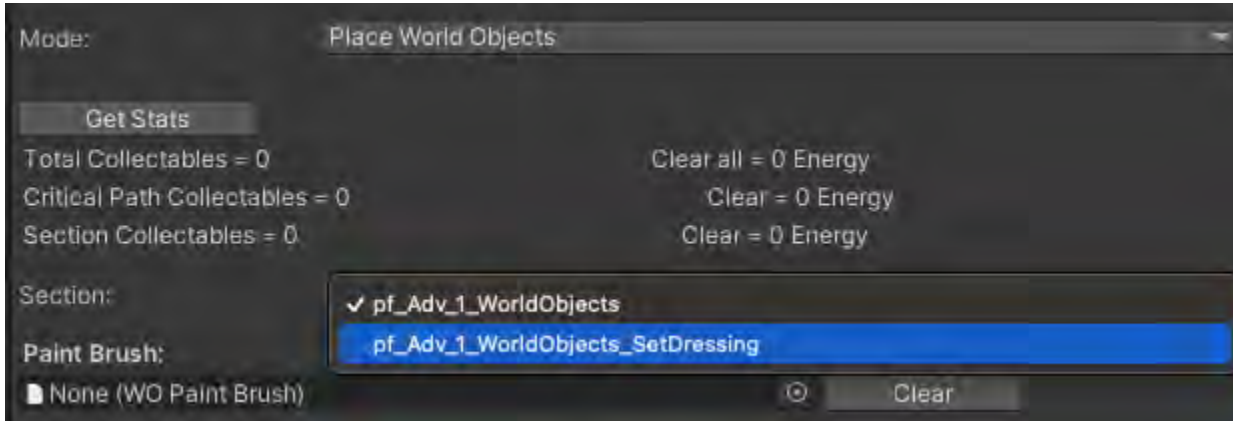 Mode: Place World Objects
Get Stats
Total Collectables = 0 Clear all = 0 Energy
Critical Path Collectables = 0 Clear = 0 Energy
Section Collectables = 0 Clear = 0 Energy
Section: ✓ pf_Adv_1_WorldObjects
pf_Adv_1_WorldObjects_SetDressing
Paint Brush:
None (WO Paint Brush) Clear